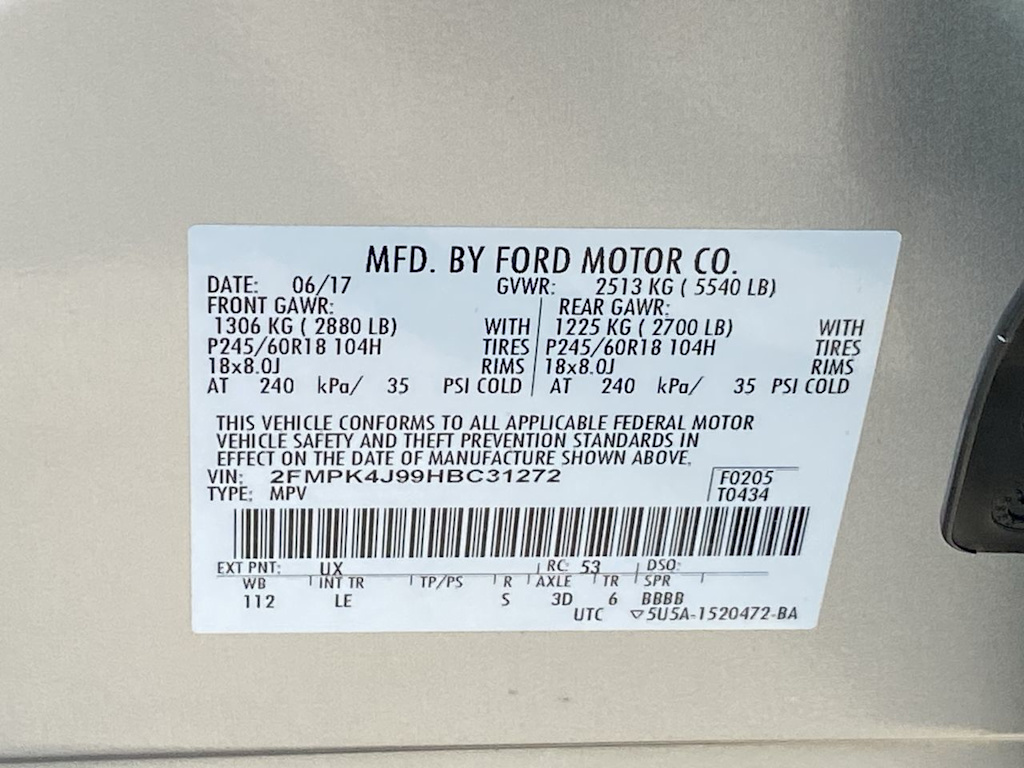 MFD. BY FORD MOTOR CO.
DATE: 06/17 GVWR: 2513 KG ( 5540 LB)
FRONT GAWR: REAR GAWR:
1306 KG ( 2880 LB) WITH 1225 KG ( 2700 LB) WITH
P245/60R18 104H TIRES P245/60R18 104H TIRES
18x8.0J RIMS 18x8.0J RIMS
AT 240 kPa/ 35 PSI COLD AT 240 kPa/ 35 PSI COLD
THIS VEHICLE CONFORMS TO ALL APPLICABLE FEDERAL MOTOR
VEHICLE SAFETY AND THEFT PREVENTION STANDARDS IN
EFFECT ON THE DATE OF MANUFACTURE SHOWN ABOVE.
VIN: 2FMPK4J99HBC31272 F0205
TYPE: MPV T0434
EXT PNT: UX RC: 53 DSO:
WB INT TR TP/PS R AXLE TR SPR
112 LE S 3D 6 BBBB
UTC ▽5U5A-1520472-BA